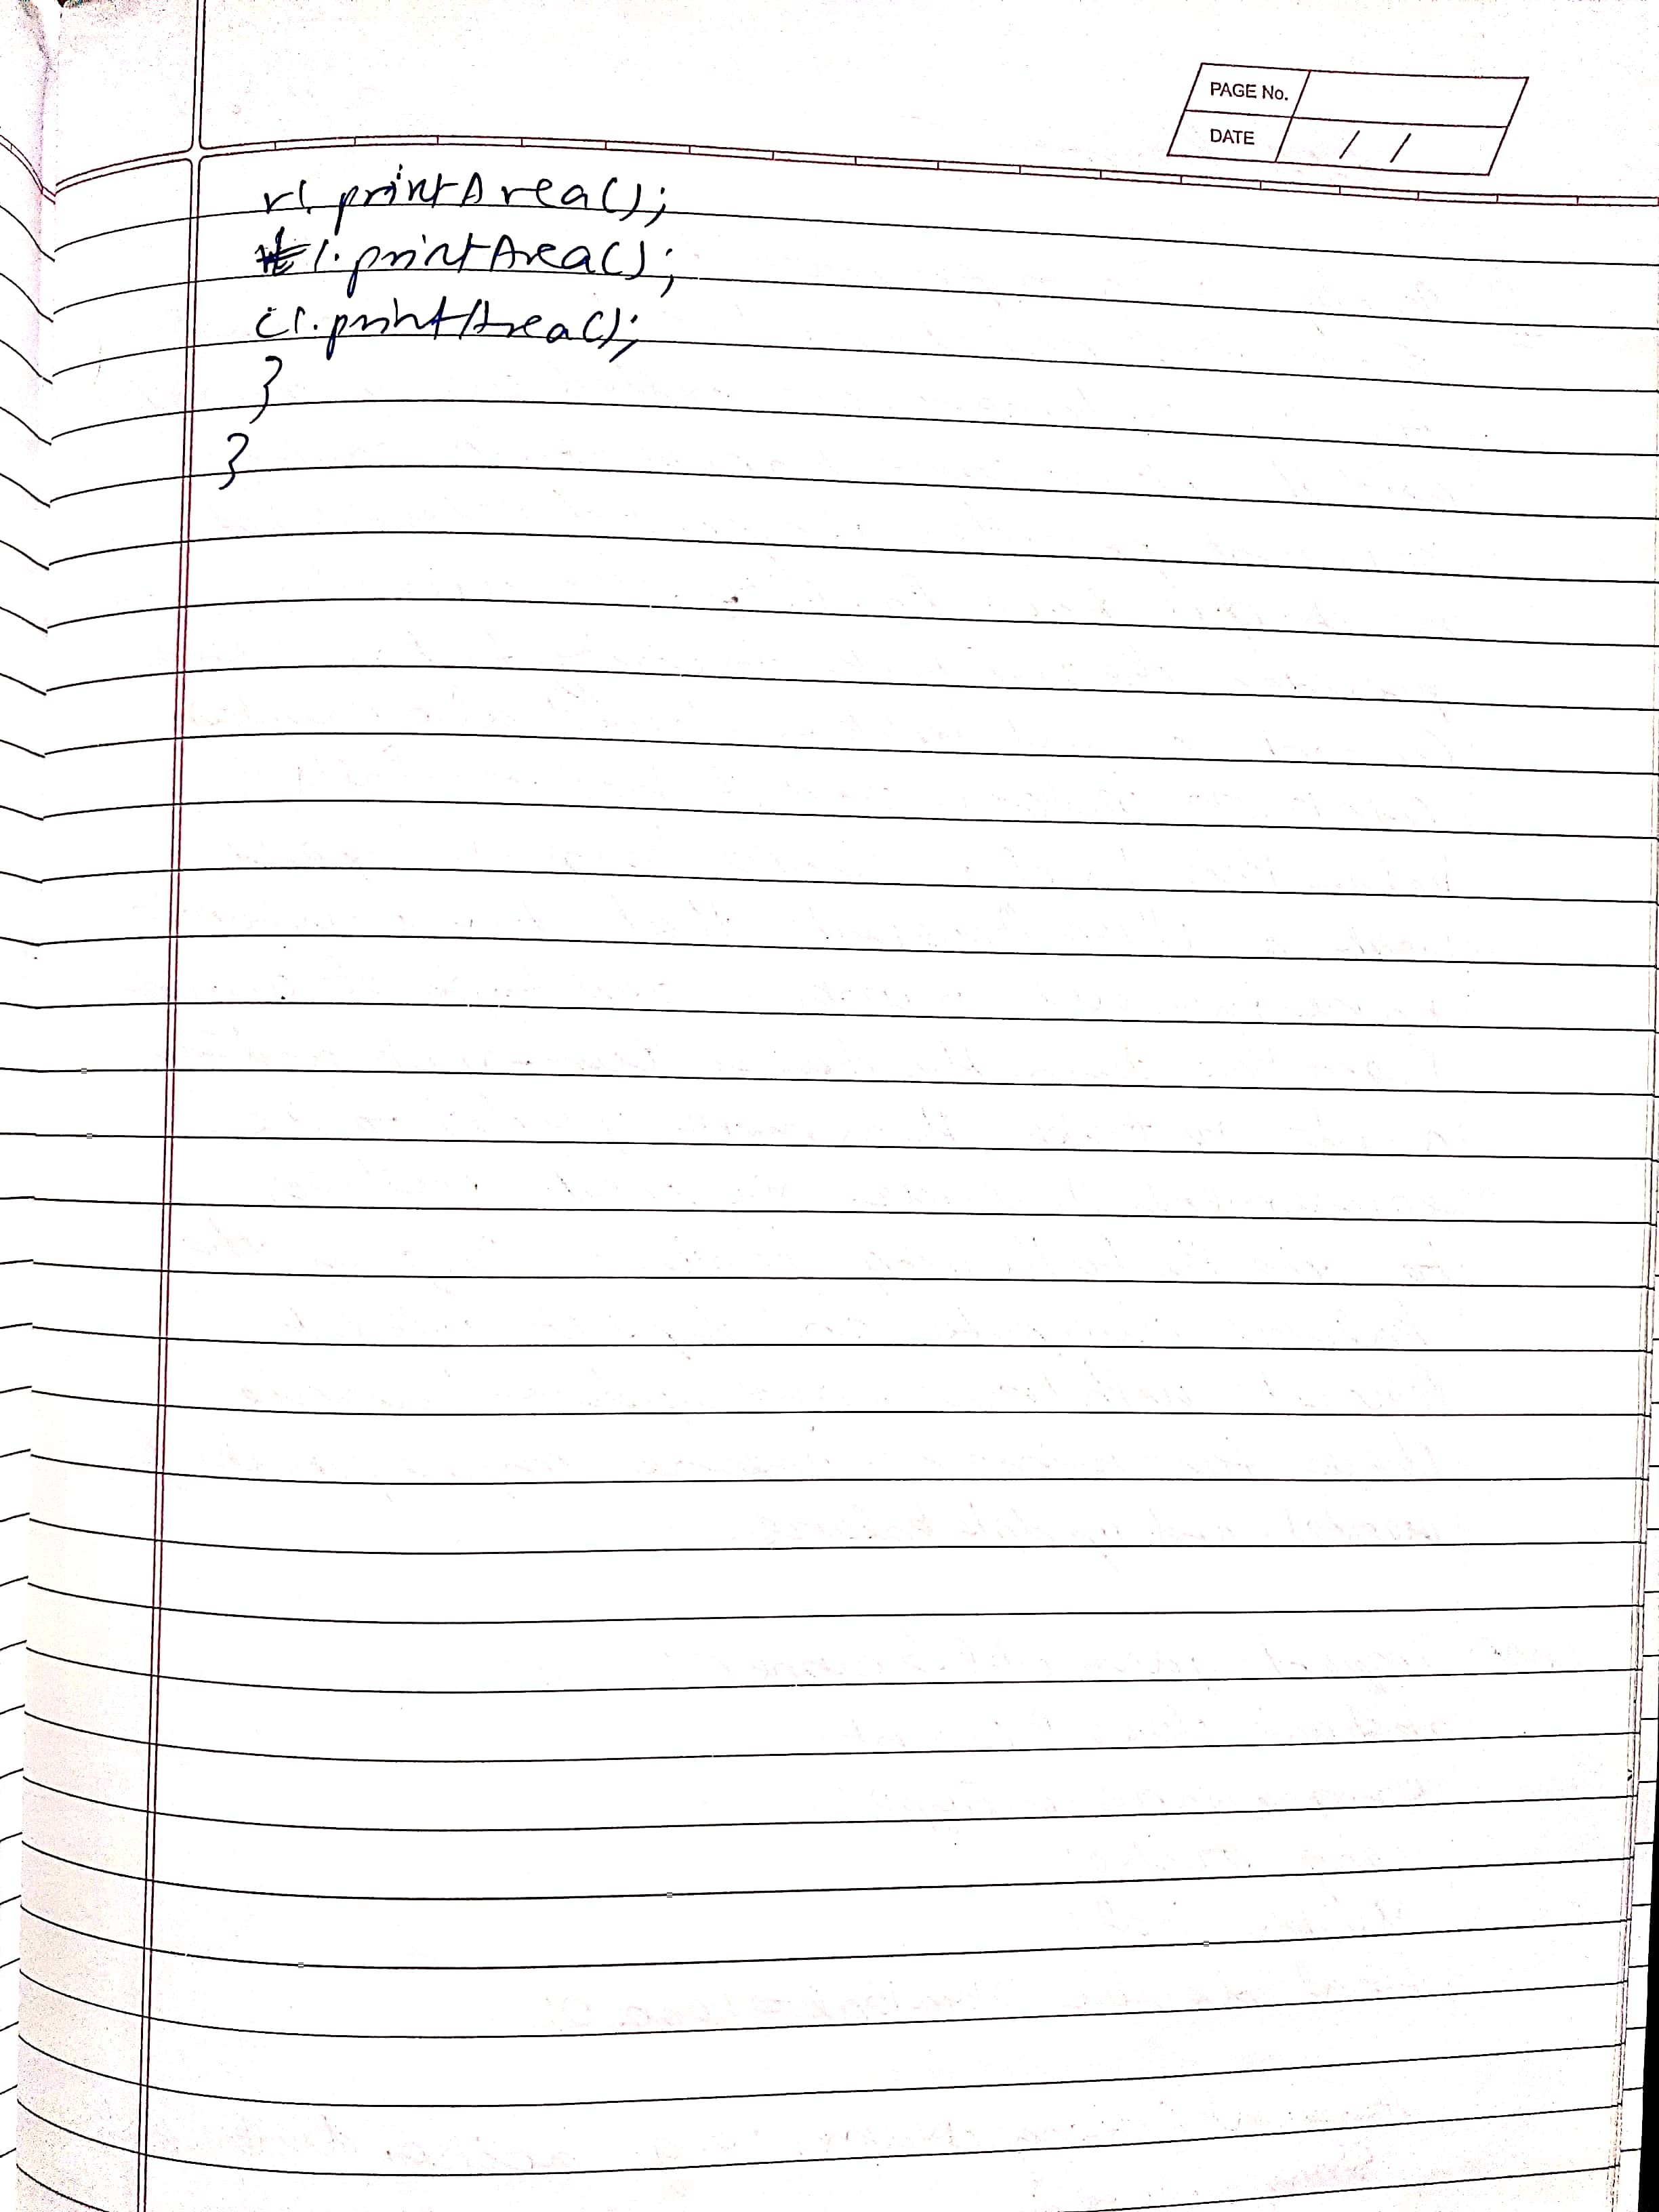 PAGE No.
DATE / /
r1.printArea();
t1.printArea();
c1.printArea();
}
}